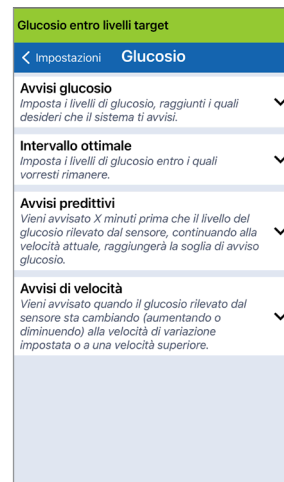 Glucosio entro livelli target
Impostazioni Glucosio
Avvisi glucosio
Imposta i livelli di glucosio, raggiunti i quali
desideri che il sistema ti avvisi.
Intervallo ottimale
Imposta i livelli di glucosio entro i quali
vorresti rimanere.
Avvisi predittivi
Vieni avvisato X minuti prima che il livello del
glucosio rilevato dal sensore, continuando alla
velocità attuale, raggiungerà la soglia di avviso
glucosio.
Avvisi di velocità
Vieni avvisato quando il glucosio rilevato dal
sensore sta cambiando (aumentando o
diminuendo) alla velocità di variazione
impostata o a una velocità superiore.